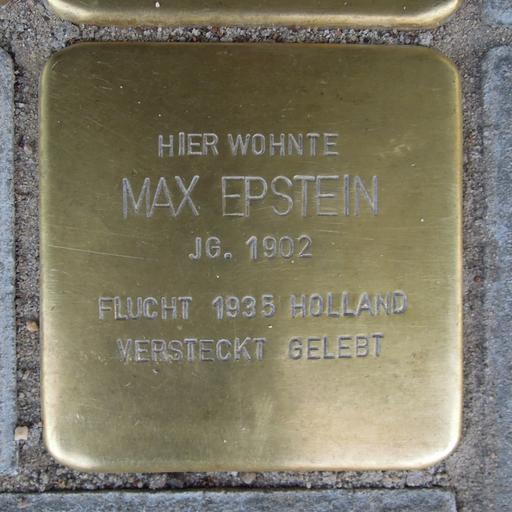 HIER WOHNTE
MAX EPSTEIN
JG. 1902
FLUCHT 1935 HOLLAND
VERSTECKT GELEBT